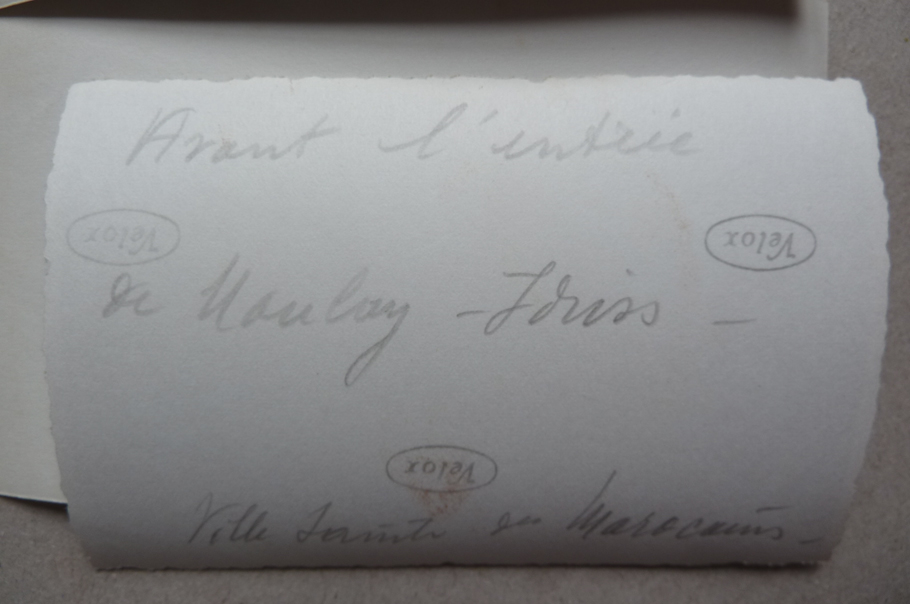 Avant l'entrée
Velox
Velox
de Moulay - Idriss -
Velox
Ville Sainte des Marocains -